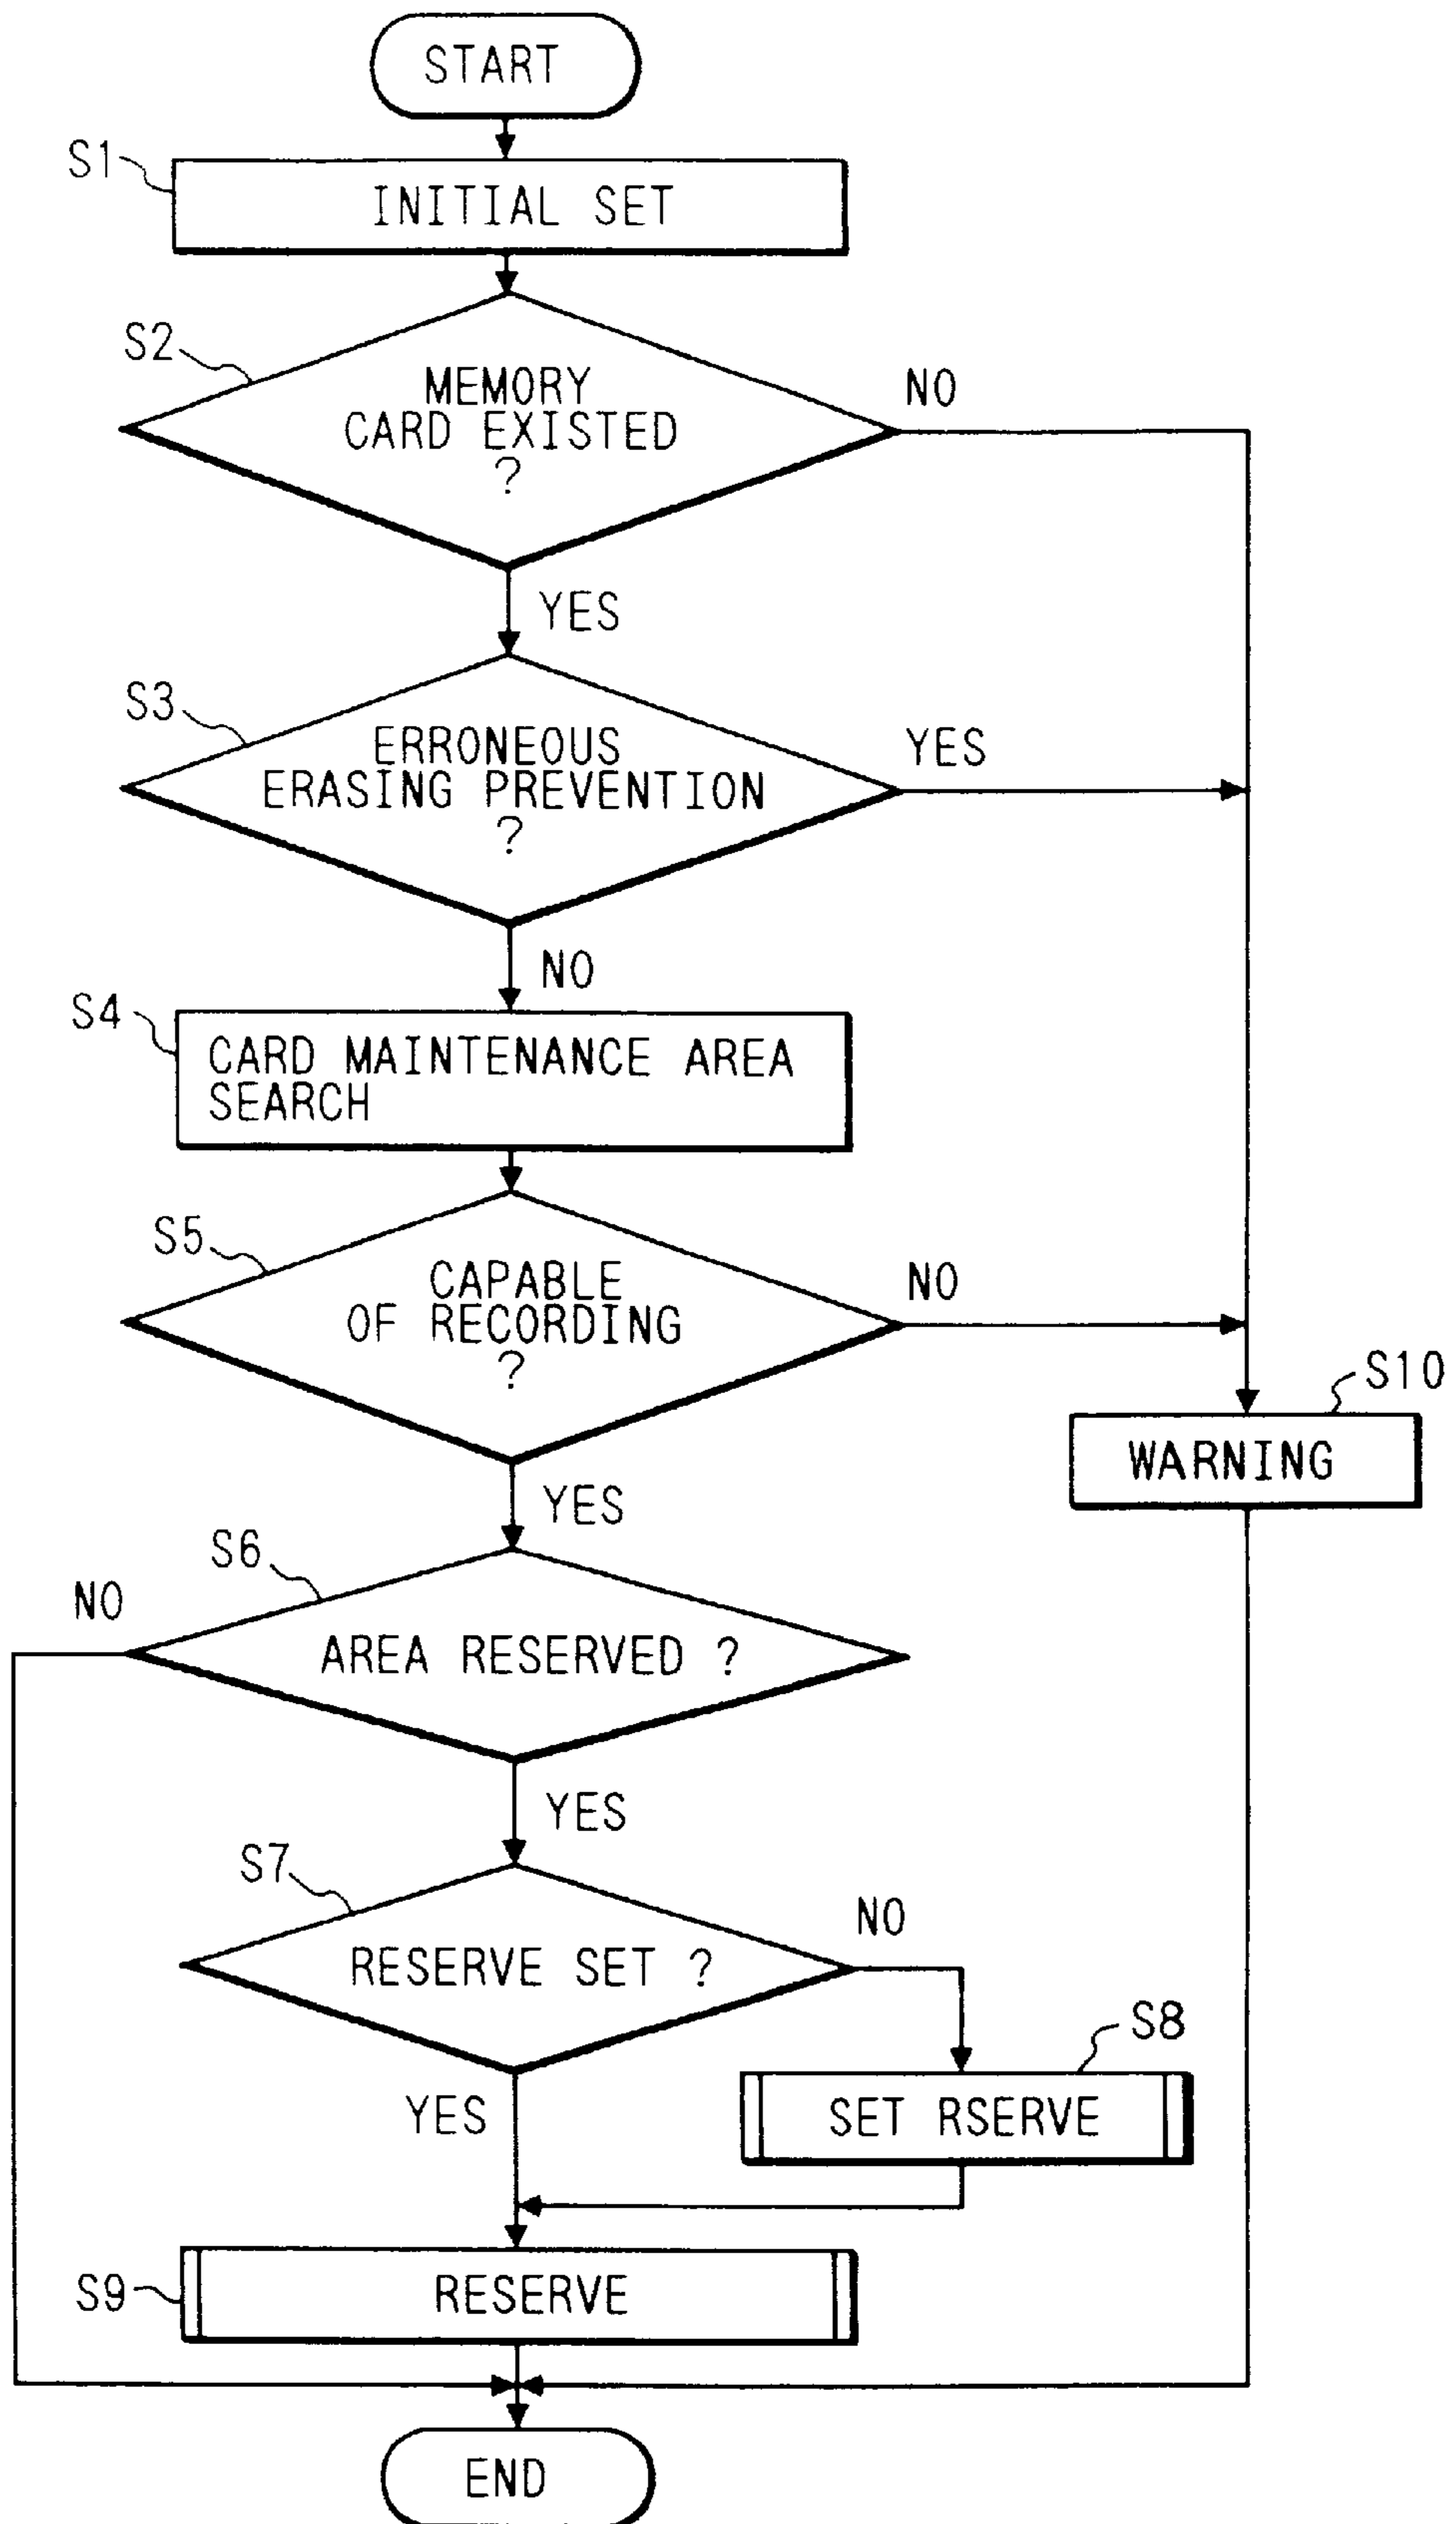 START
S1
INITIAL SET
S2
MEMORY
CARD EXISTED
?
NO
YES
S3
ERRONEOUS
ERASING PREVENTION
?
YES
NO
S4
CARD MAINTENANCE AREA
SEARCH
S5
CAPABLE
OF RECORDING
?
NO
S10
WARNING
YES
S6
NO
AREA RESERVED ?
YES
S7
NO
RESERVE SET ?
S8
YES
SET RSERVE
S9
RESERVE
END